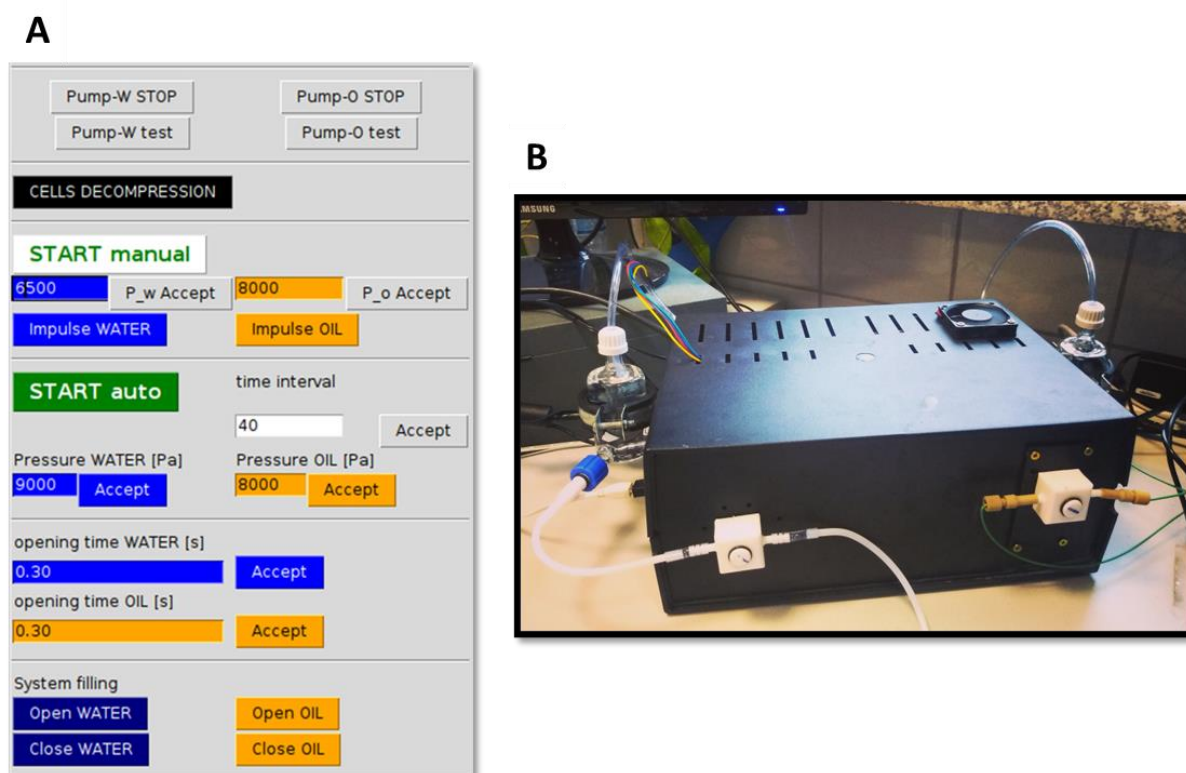 A
Pump-W STOP Pump-O STOP
Pump-W test Pump-O test
CELLS DECOMPRESSION
START manual
6500 P_w Accept 8000 P_o Accept
Impulse WATER Impulse OIL
START auto time interval
40 Accept
Pressure WATER [Pa] Pressure OIL [Pa]
9000 Accept 8000 Accept
opening time WATER [s]
0.30 Accept
opening time OIL [s]
0.30 Accept
System filling
Open WATER Open OIL
Close WATER Close OIL
B
AMSUNG